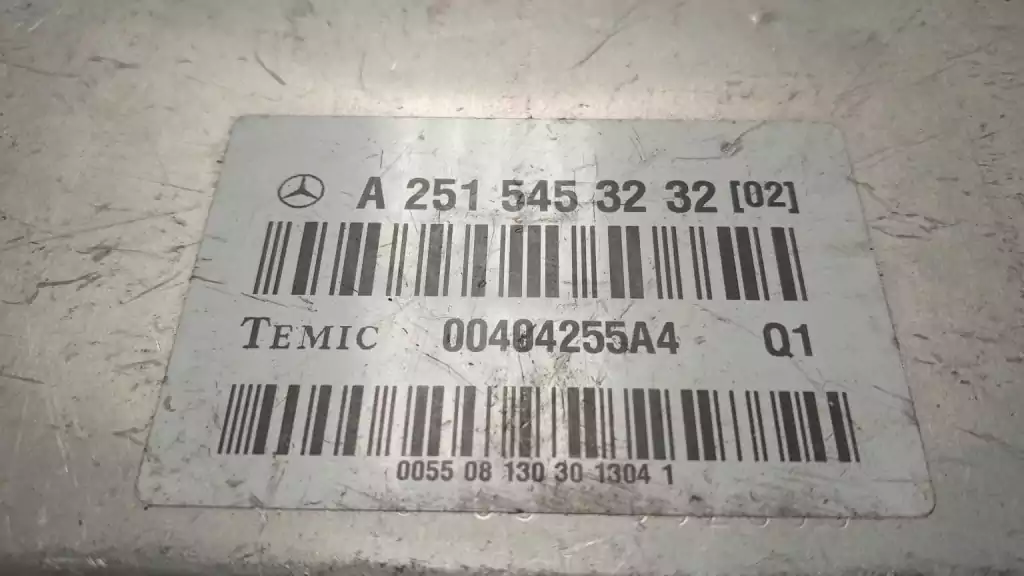 A 251 545 32 32 [02]
TEMIC 00404255A4 Q1
0055 08 130 30 1304 1